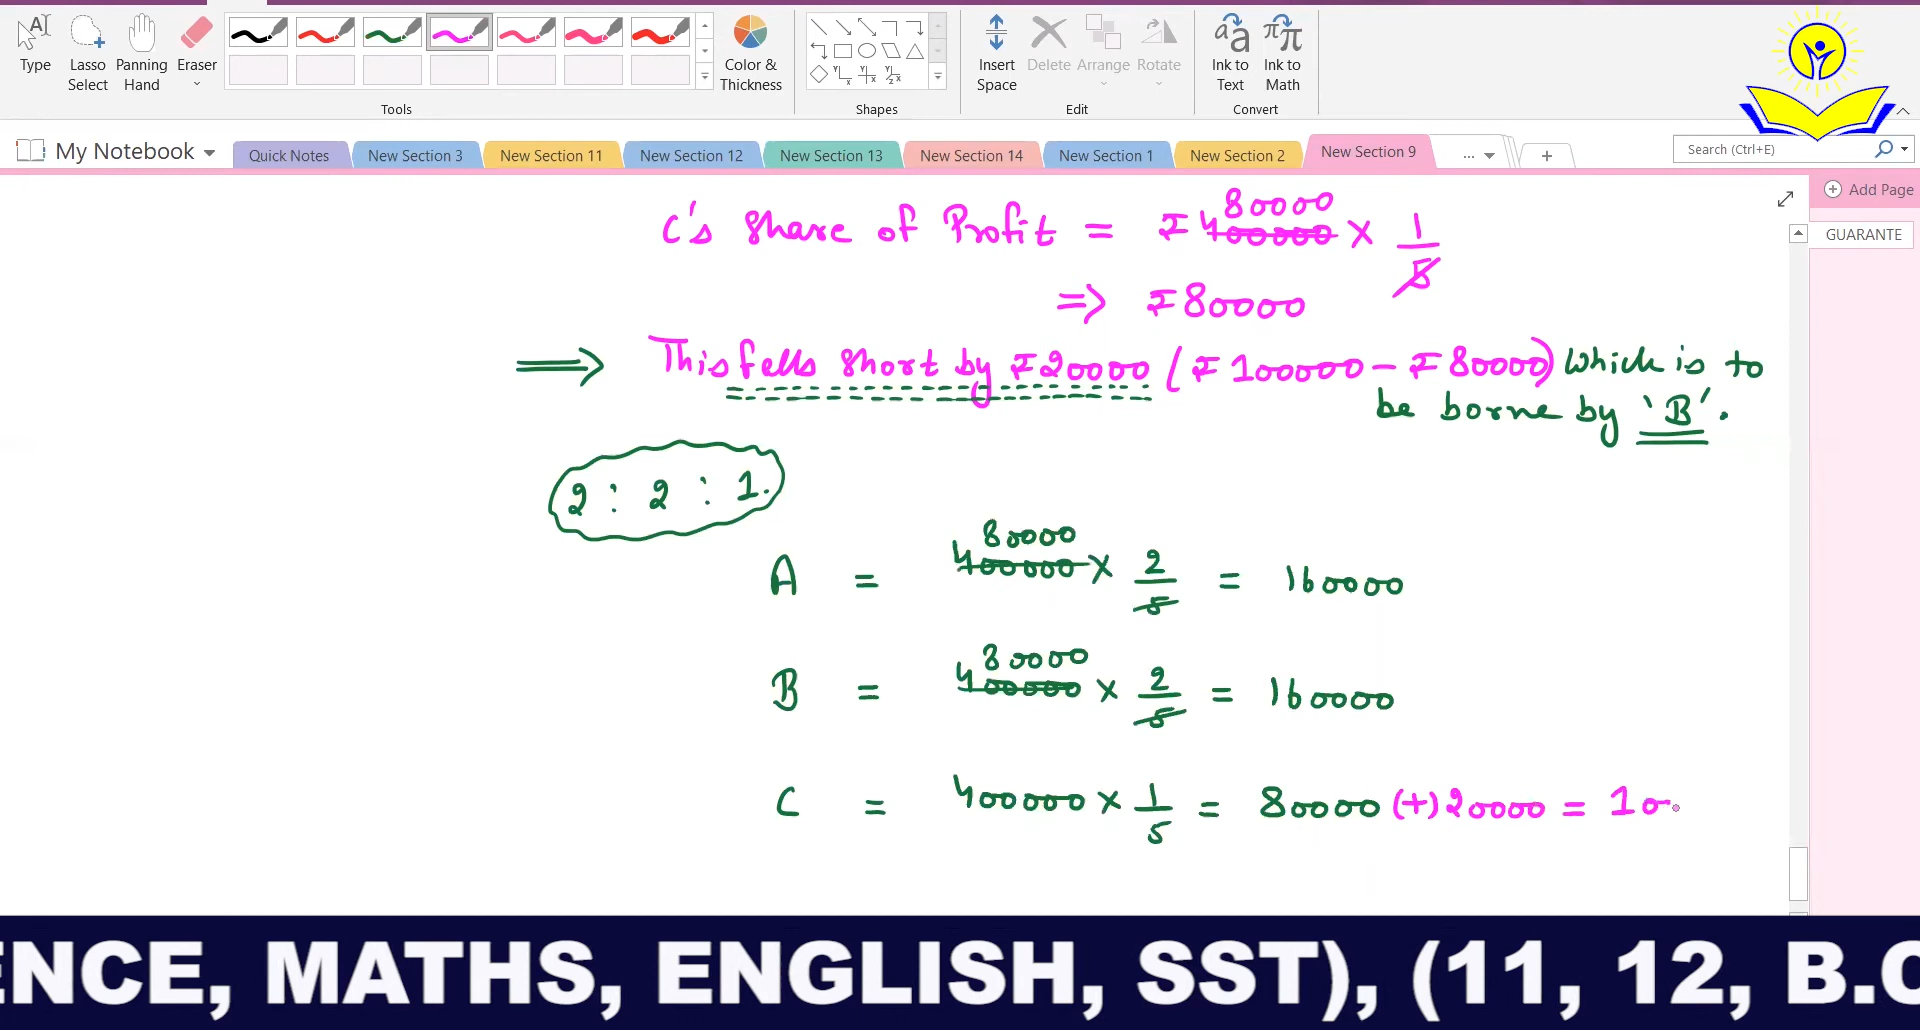 Type
Lasso Select
Panning Hand
Eraser
Color & Thickness
Insert Space
Delete
Arrange
Rotate
Ink to Text
Ink to Math
Tools
Shapes
Edit
Convert
My Notebook
Quick Notes
New Section 3
New Section 11
New Section 12
New Section 13
New Section 14
New Section 1
New Section 2
New Section 9
...
Search (Ctrl+E)
Add Page
GUARANTE
C's Share of Profit = ₹ 400000 80000 × 1/5
=> ₹80000
This fells Short by ₹20000 (₹100000 - ₹80000) which is to
be borne by 'B'.
2 : 2 : 1.
A = 400000 80000 × 2/5 = 160000
B = 400000 80000 × 2/5 = 160000
C = 400000 × 1/5 = 80000 (+) 20000 = 100
ENCE, MATHS, ENGLISH, SST), (11, 12, B.C